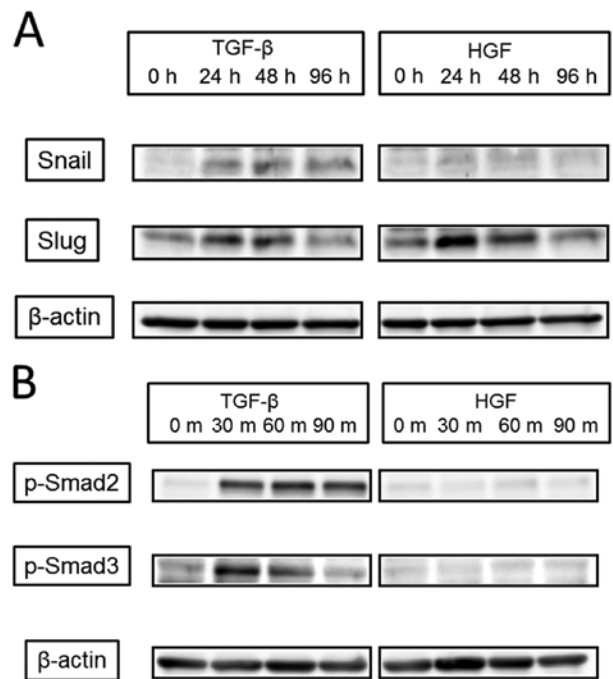 A
TGF-β HGF
0 h 24 h 48 h 96 h 0 h 24 h 48 h 96 h
Snail
Slug
β-actin
B
TGF-β HGF
0 m 30 m 60 m 90 m 0 m 30 m 60 m 90 m
p-Smad2
p-Smad3
β-actin